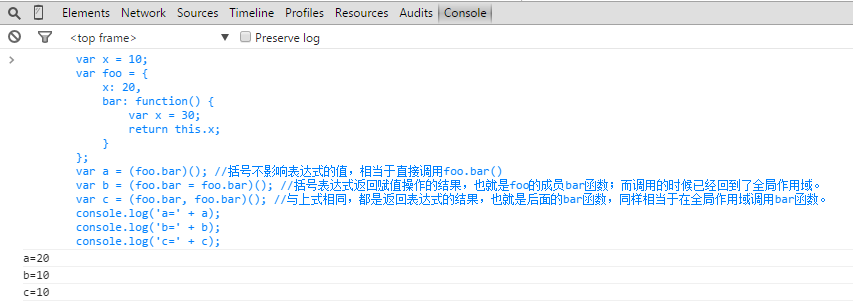 Elements Network Sources Timeline Profiles Resources Audits Console
<top frame> ▼ Preserve log
> var x = 10;
var foo = {
    x: 20,
    bar: function() {
        var x = 30;
        return this.x;
    }
};
var a = (foo.bar)(); //括号不影响表达式的值，相当于直接调用foo.bar()
var b = (foo.bar = foo.bar)(); //括号表达式返回赋值操作的结果，也就是foo的成员bar函数；而调用的时候已经回到了全局作用域。
var c = (foo.bar, foo.bar)(); //与上式相同，都是返回表达式的结果，也就是后面的bar函数，同样相当于在全局作用域调用bar函数。
console.log('a=' + a);
console.log('b=' + b);
console.log('c=' + c);
a=20
b=10
c=10